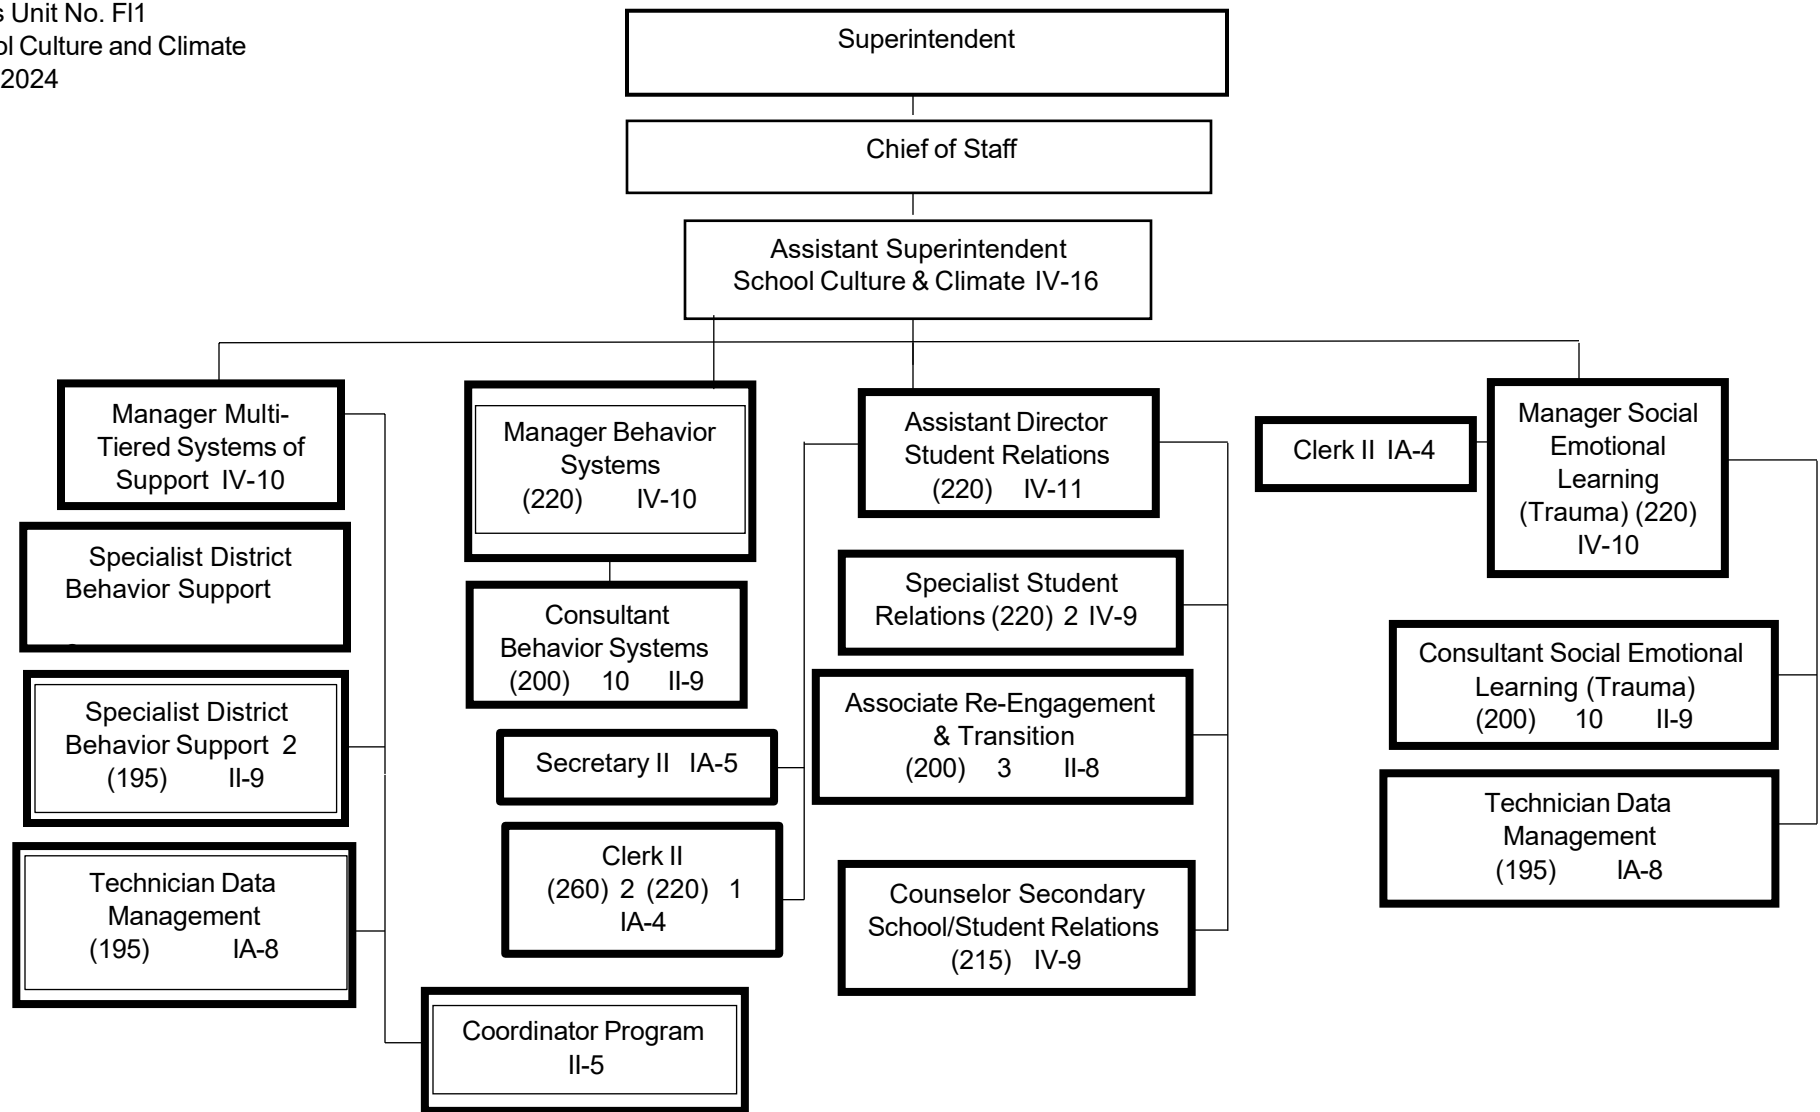 s Unit No. FI1
ol Culture and Climate
2024
Superintendent
Chief of Staff
Assistant Superintendent
School Culture & Climate IV-16
Manager Multi-
Tiered Systems of
Support IV-10
Specialist District
Behavior Support
Specialist District
Behavior Support 2
(195) II-9
Technician Data
Management
(195) IA-8
Coordinator Program
II-5
Manager Behavior
Systems
(220) IV-10
Consultant
Behavior Systems
(200) 10 II-9
Secretary II IA-5
Clerk II
(260) 2 (220) 1
IA-4
Assistant Director
Student Relations
(220) IV-11
Specialist Student
Relations (220) 2 IV-9
Associate Re-Engagement
& Transition
(200) 3 II-8
Counselor Secondary
School/Student Relations
(215) IV-9
Clerk II IA-4
Manager Social
Emotional
Learning
(Trauma) (220)
IV-10
Consultant Social Emotional
Learning (Trauma)
(200) 10 II-9
Technician Data
Management
(195) IA-8